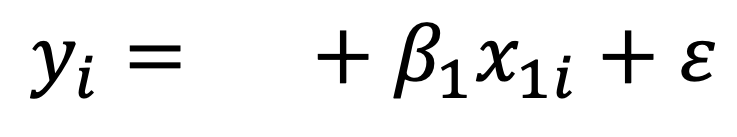 yᵢ = + β₁x₁ᵢ + ε